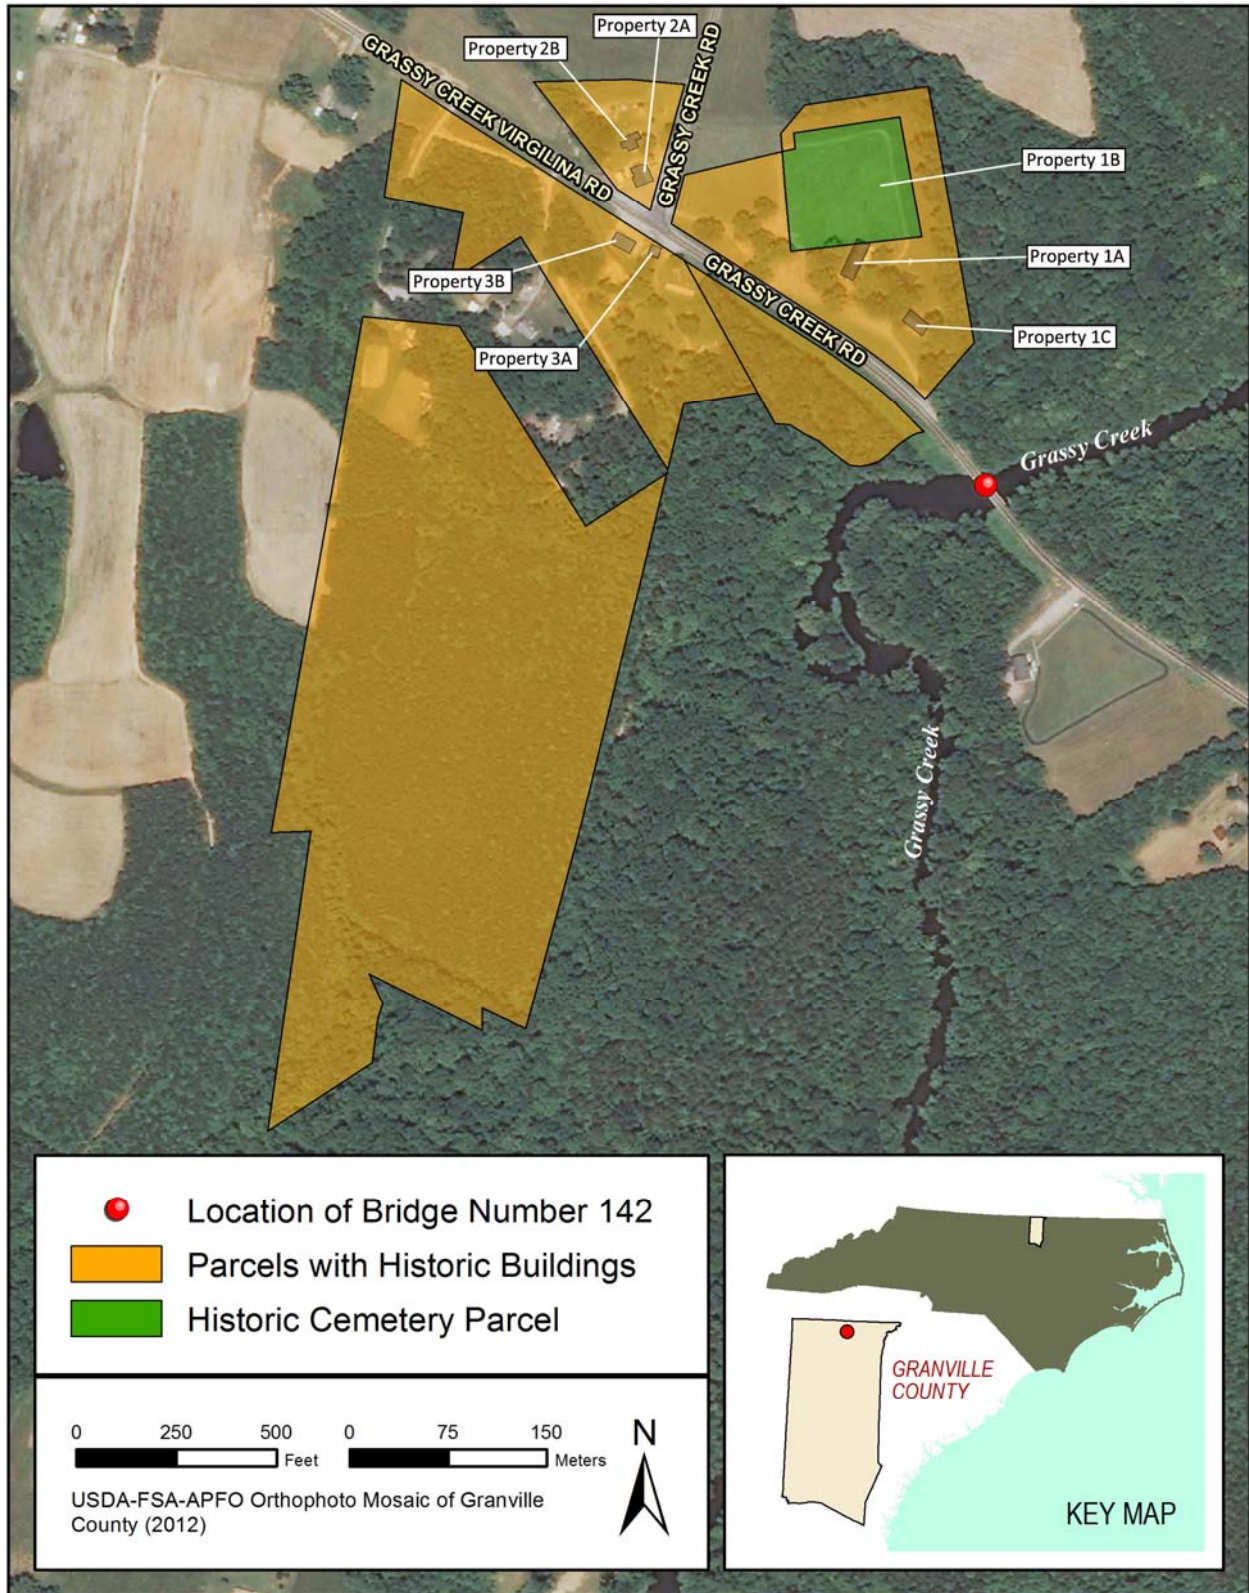 Property 2A
Property 2B
GRASSY CREEK VIRGILINA RD
GRASSY CREEK RD
Property 1B
Property 1A
Property 3B
GRASSY CREEK RD
Property 1C
Property 3A
Grassy Creek
Grassy Creek
Location of Bridge Number 142
Parcels with Historic Buildings
Historic Cemetery Parcel
0 250 500
Feet
0 75 150
Meters
N
USDA-FSA-APFO Orthophoto Mosaic of Granville
County (2012)
GRANVILLE
COUNTY
KEY MAP